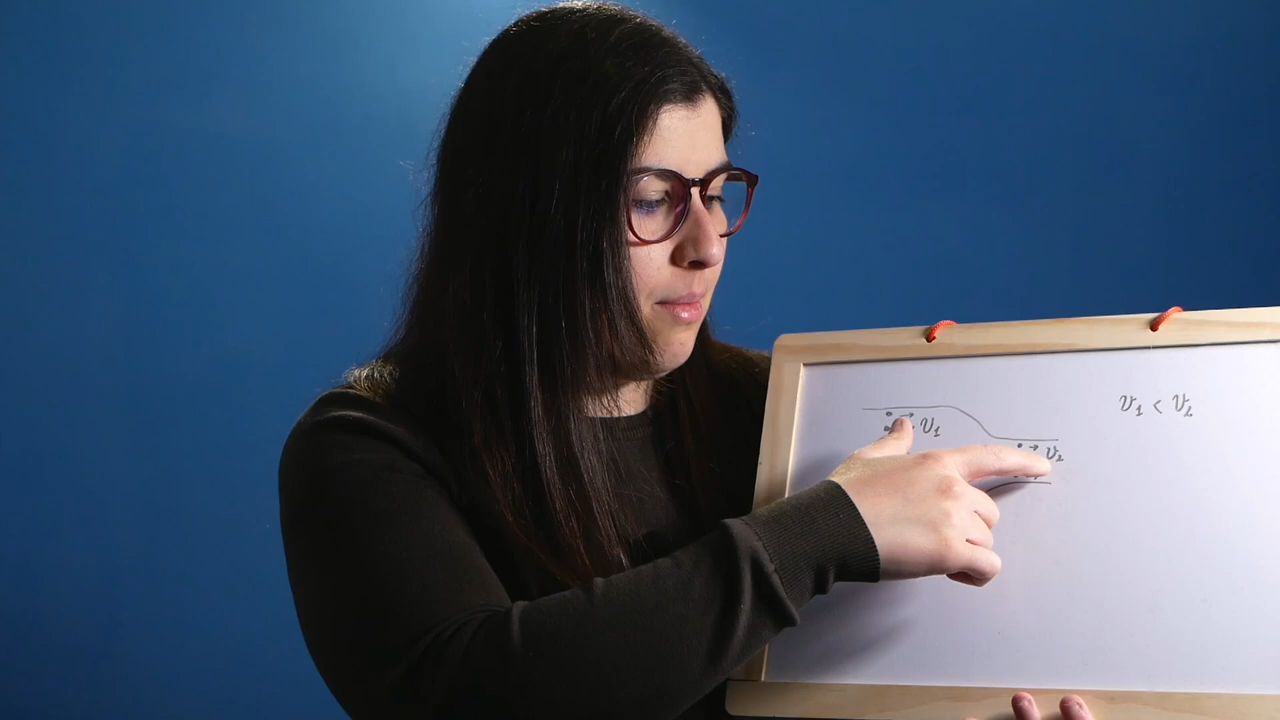 v₁ < v₂
v₁
v₂